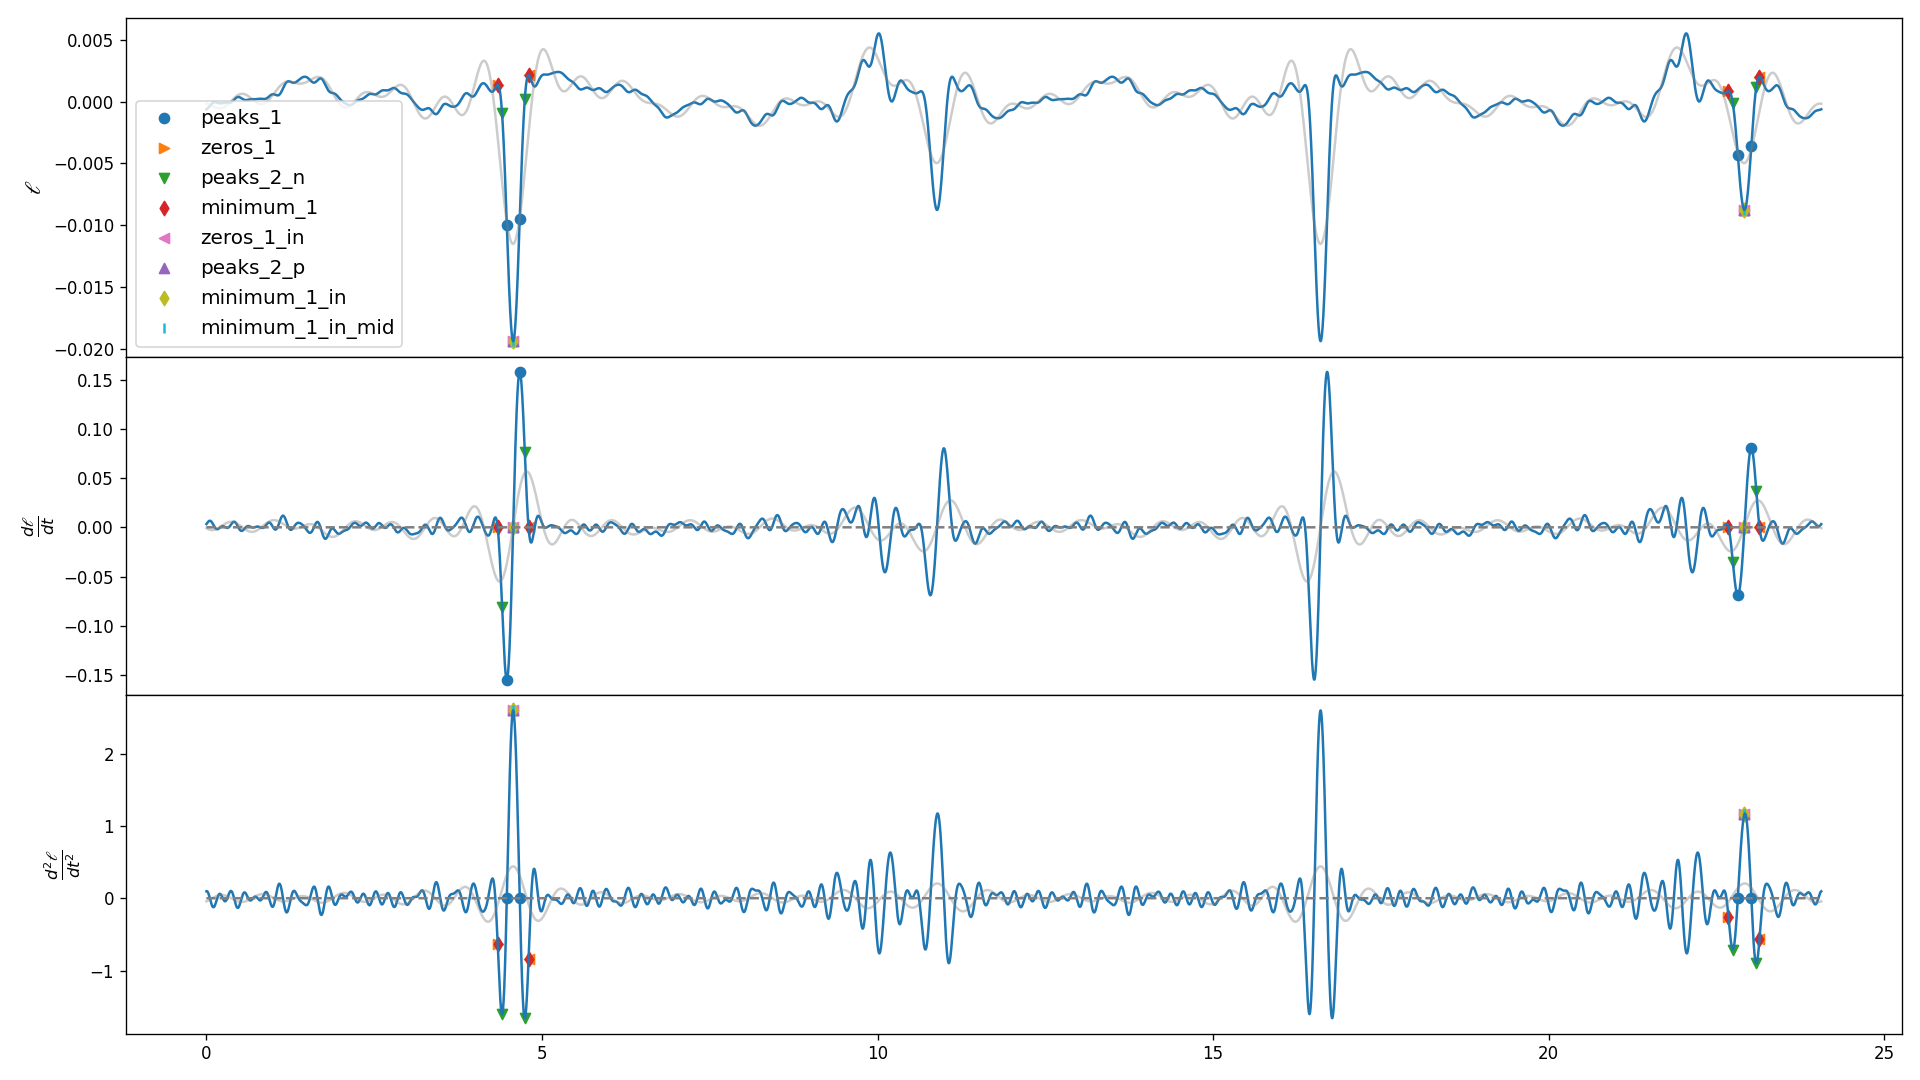 0.005
0.000
−0.005
−0.010
−0.015
−0.020
ℓ
peaks_1
zeros_1
peaks_2_n
minimum_1
zeros_1_in
peaks_2_p
minimum_1_in
minimum_1_in_mid
0.15
0.10
0.05
0.00
−0.05
−0.10
−0.15
dℓ
dt
2
1
0
−1
d²ℓ
dt²
0 5 10 15 20 25